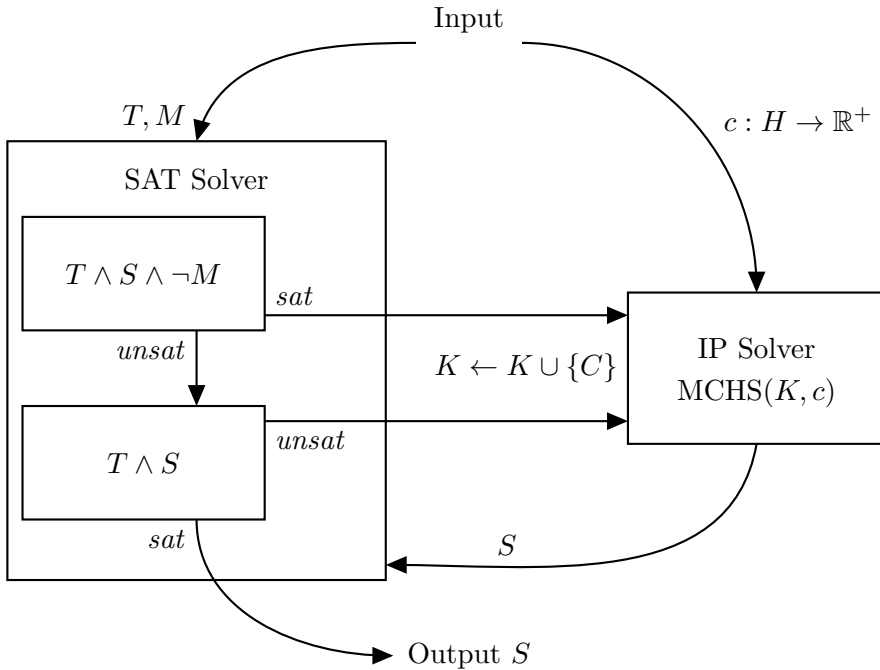 Input
T, M
c : H → ℝ⁺
SAT Solver
T ∧ S ∧ ¬M
sat
unsat
K ← K ∪ {C}
IP Solver
MCHS(K, c)
T ∧ S
unsat
sat
S
Output S